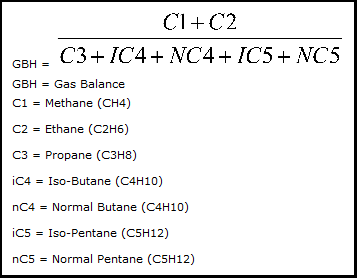 C1+C2
GBH = C3+IC4+NC4+IC5+NC5
GBH = Gas Balance
C1 = Methane (CH4)
C2 = Ethane (C2H6)
C3 = Propane (C3H8)
iC4 = Iso-Butane (C4H10)
nC4 = Normal Butane (C4H10)
iC5 = Iso-Pentane (C5H12)
nC5 = Normal Pentane (C5H12)